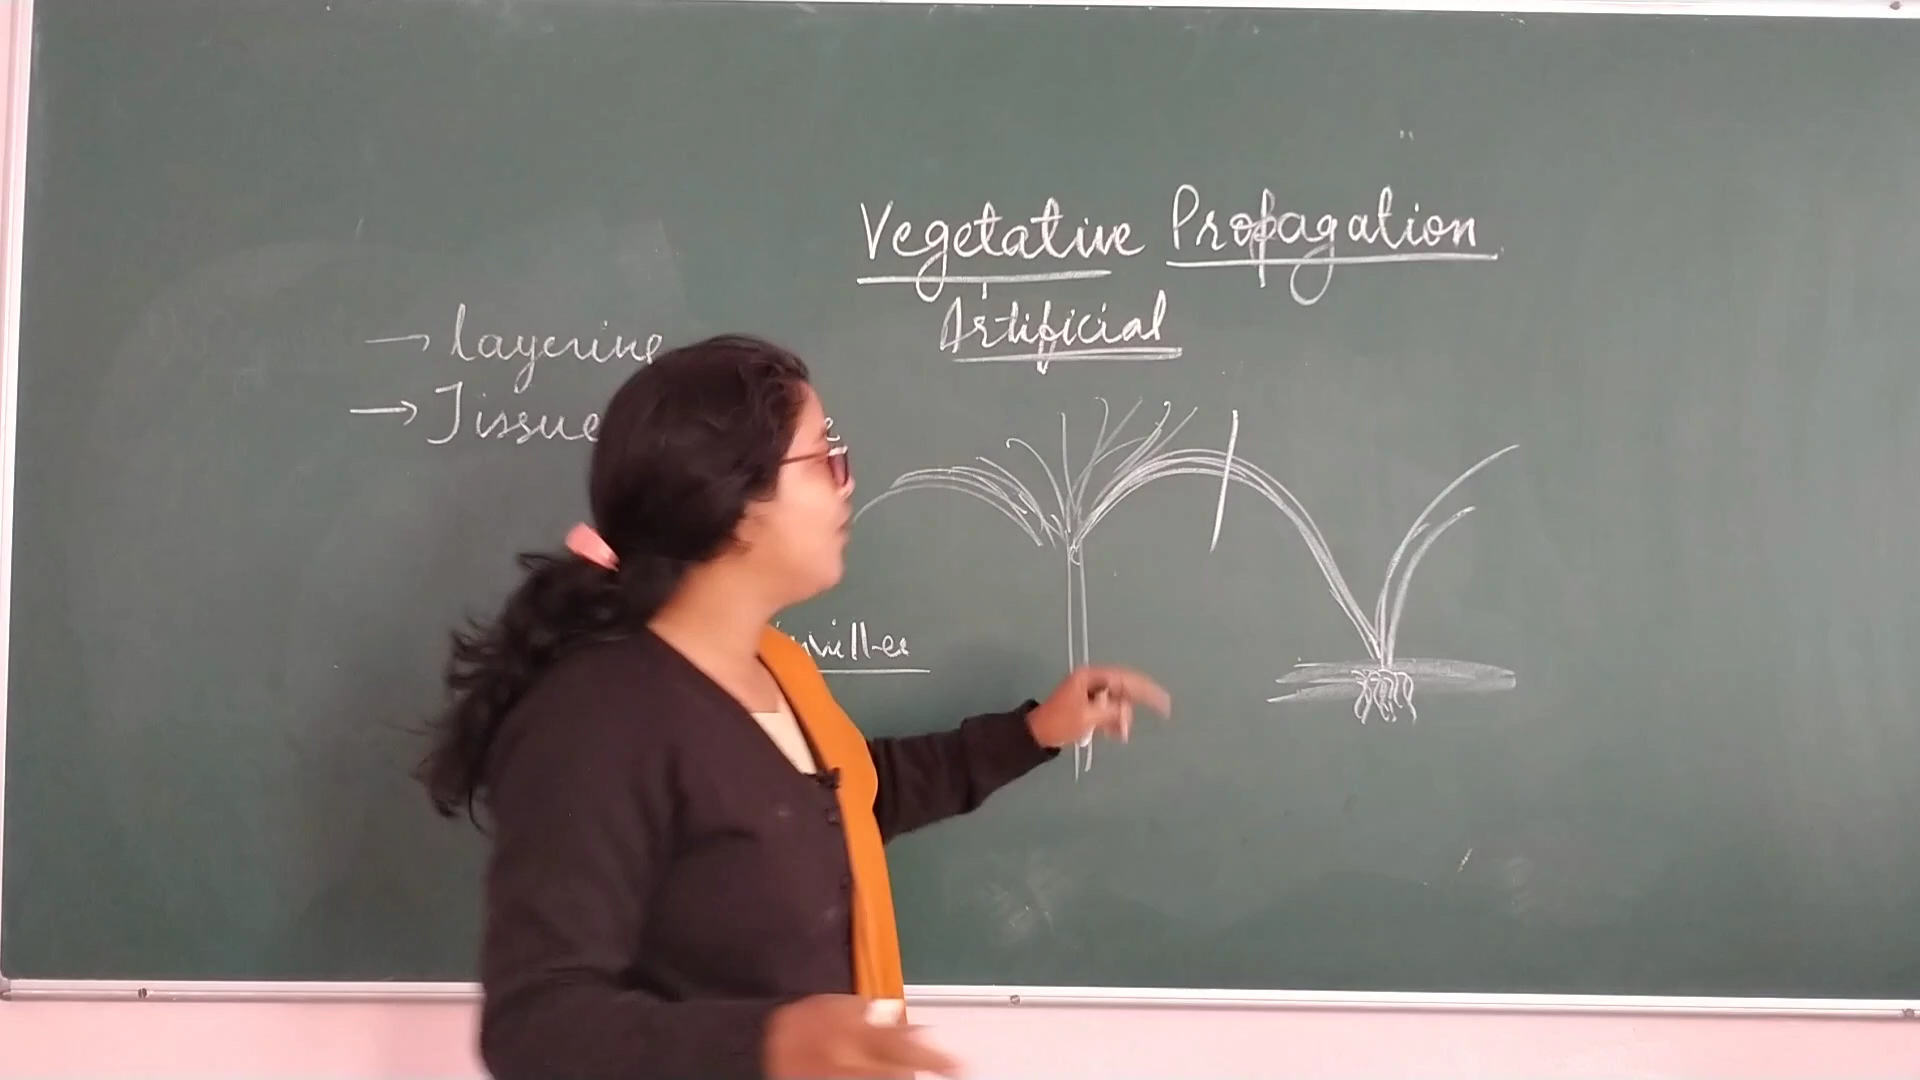 Vegetative Propagation
Artificial
→ layering
→ Tissue